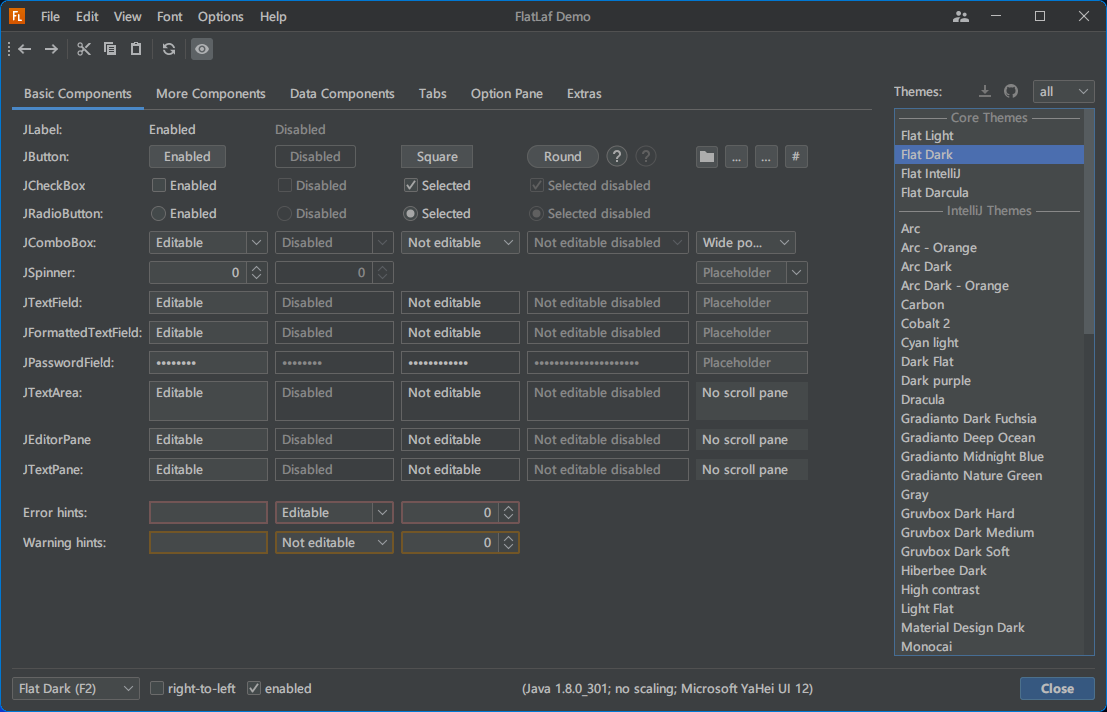 FL File Edit View Font Options Help FlatLaf Demo
Basic Components More Components Data Components Tabs Option Pane Extras
JLabel: Enabled Disabled
JButton: Enabled Disabled Square Round ? ? ... ... #
JCheckBox Enabled Disabled Selected Selected disabled
JRadioButton: Enabled Disabled Selected Selected disabled
JComboBox: Editable Disabled Not editable Not editable disabled Wide po...
JSpinner: 0 0 Placeholder
JTextField: Editable Disabled Not editable Not editable disabled Placeholder
JFormattedTextField: Editable Disabled Not editable Not editable disabled Placeholder
JPasswordField: •••••••• •••••••• •••••••••••• ••••••••••••••••••••• Placeholder
JTextArea: Editable Disabled Not editable Not editable disabled No scroll pane
JEditorPane Editable Disabled Not editable Not editable disabled No scroll pane
JTextPane: Editable Disabled Not editable Not editable disabled No scroll pane
Error hints: Editable 0
Warning hints: Not editable 0
Themes: all
Core Themes
Flat Light
Flat Dark
Flat IntelliJ
Flat Darcula
IntelliJ Themes
Arc
Arc - Orange
Arc Dark
Arc Dark - Orange
Carbon
Cobalt 2
Cyan light
Dark Flat
Dark purple
Dracula
Gradianto Dark Fuchsia
Gradianto Deep Ocean
Gradianto Midnight Blue
Gradianto Nature Green
Gray
Gruvbox Dark Hard
Gruvbox Dark Medium
Gruvbox Dark Soft
Hiberbee Dark
High contrast
Light Flat
Material Design Dark
Monocai
Flat Dark (F2) right-to-left enabled (Java 1.8.0_301; no scaling; Microsoft YaHei UI 12) Close